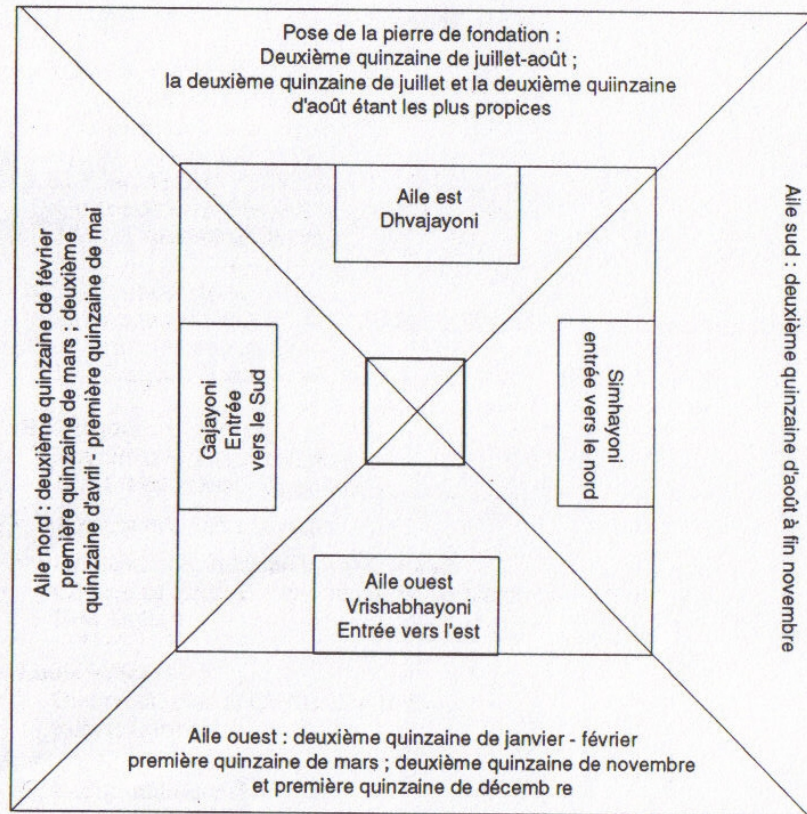 Pose de la pierre de fondation :
Deuxième quinzaine de juillet-août ;
la deuxième quinzaine de juillet et la deuxième quiinzaine
d'août étant les plus propices
Aile est
Dhvajayoni
Aile nord : deuxième quinzaine de février
première quinzaine de mars ; deuxième
quinizaine d'avril - première quinizaine de mai
Gajayoni
Entrée
vers le Sud
Simhayoni
entrée vers le nord
Aile sud : deuxième quinzaine d'août à fin novembre
Aile ouest
Vrishabhayoni
Entrée vers l'est
Aile ouest : deuxième quinzaine de janvier - février
première quinzaine de mars ; deuxième quinzaine de novembre
et première quinzaine de décemb re